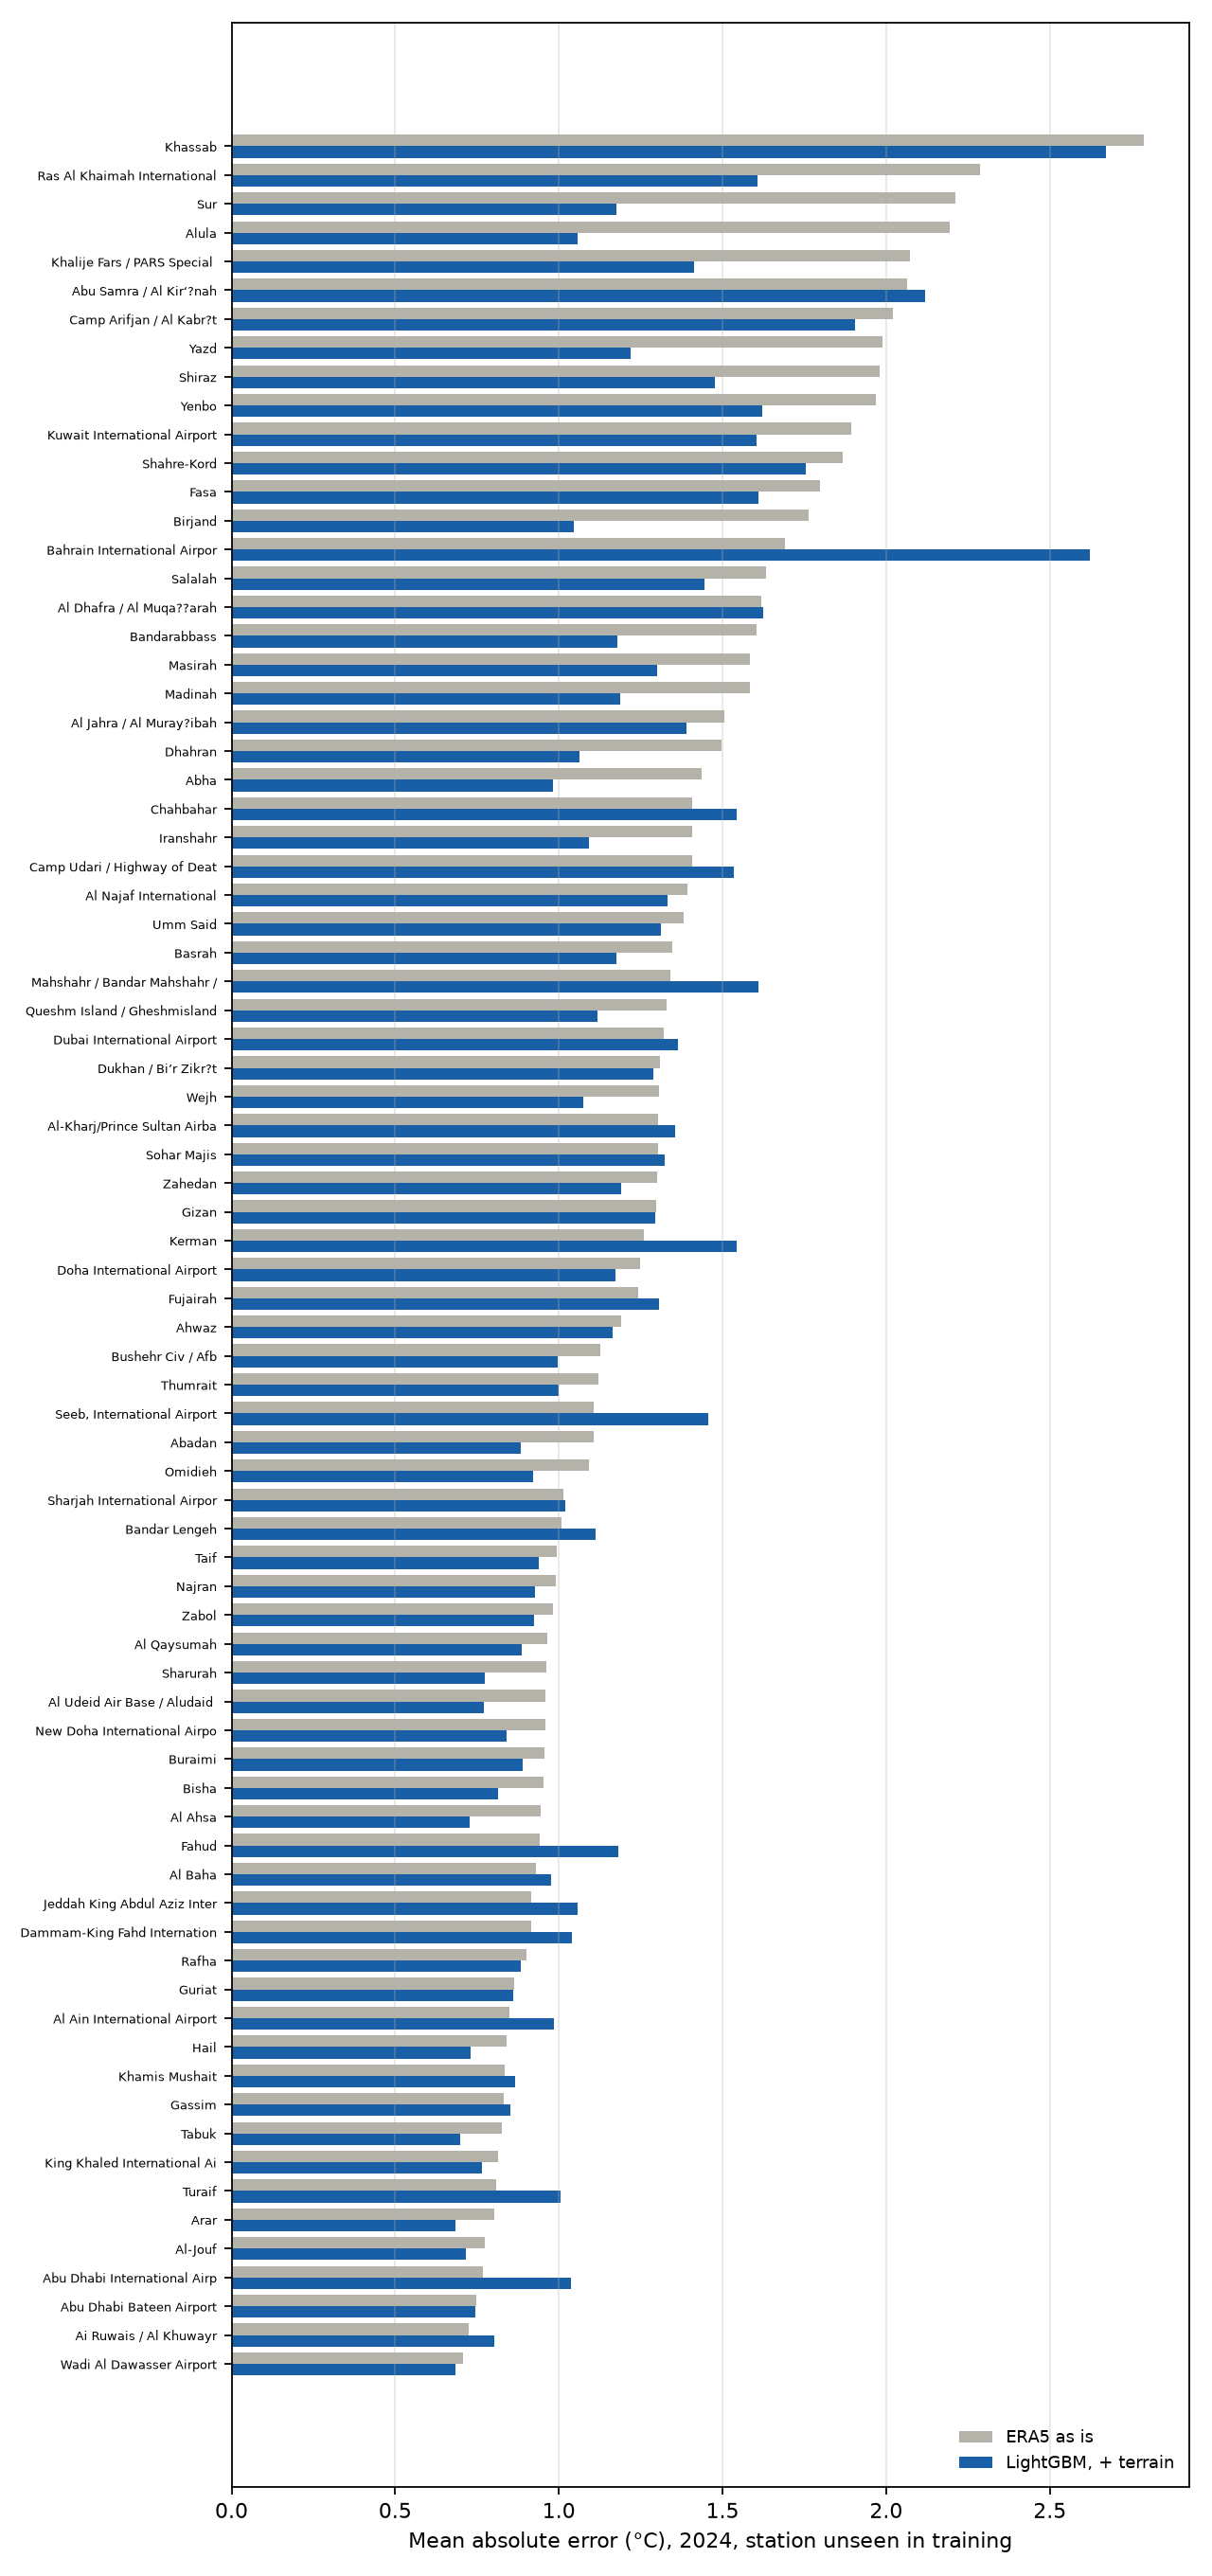 Khassab
Ras Al Khaimah International
Sur
Alula
Khalije Fars / PARS Special
Abu Samra / Al Kir‘?nah
Camp Arifjan / Al Kabr?t
Yazd
Shiraz
Yenbo
Kuwait International Airport
Shahre-Kord
Fasa
Birjand
Bahrain International Airpor
Salalah
Al Dhafra / Al Muqa??arah
Bandarabbass
Masirah
Madinah
Al Jahra / Al Muray?ibah
Dhahran
Abha
Chahbahar
Iranshahr
Camp Udari / Highway of Deat
Al Najaf International
Umm Said
Basrah
Mahshahr / Bandar Mahshahr /
Queshm Island / Gheshmisland
Dubai International Airport
Dukhan / Bi’r Zikr?t
Wejh
Al-Kharj/Prince Sultan Airba
Sohar Majis
Zahedan
Gizan
Kerman
Doha International Airport
Fujairah
Ahwaz
Bushehr Civ / Afb
Thumrait
Seeb, International Airport
Abadan
Omidieh
Sharjah International Airpor
Bandar Lengeh
Taif
Najran
Zabol
Al Qaysumah
Sharurah
Al Udeid Air Base / Aludaid
New Doha International Airpo
Buraimi
Bisha
Al Ahsa
Fahud
Al Baha
Jeddah King Abdul Aziz Inter
Dammam-King Fahd Internation
Rafha
Guriat
Al Ain International Airport
Hail
Khamis Mushait
Gassim
Tabuk
King Khaled International Ai
Turaif
Arar
Al-Jouf
Abu Dhabi International Airp
Abu Dhabi Bateen Airport
Ai Ruwais / Al Khuwayr
Wadi Al Dawasser Airport
ERA5 as is
LightGBM, + terrain
0.0 0.5 1.0 1.5 2.0 2.5
Mean absolute error (°C), 2024, station unseen in training